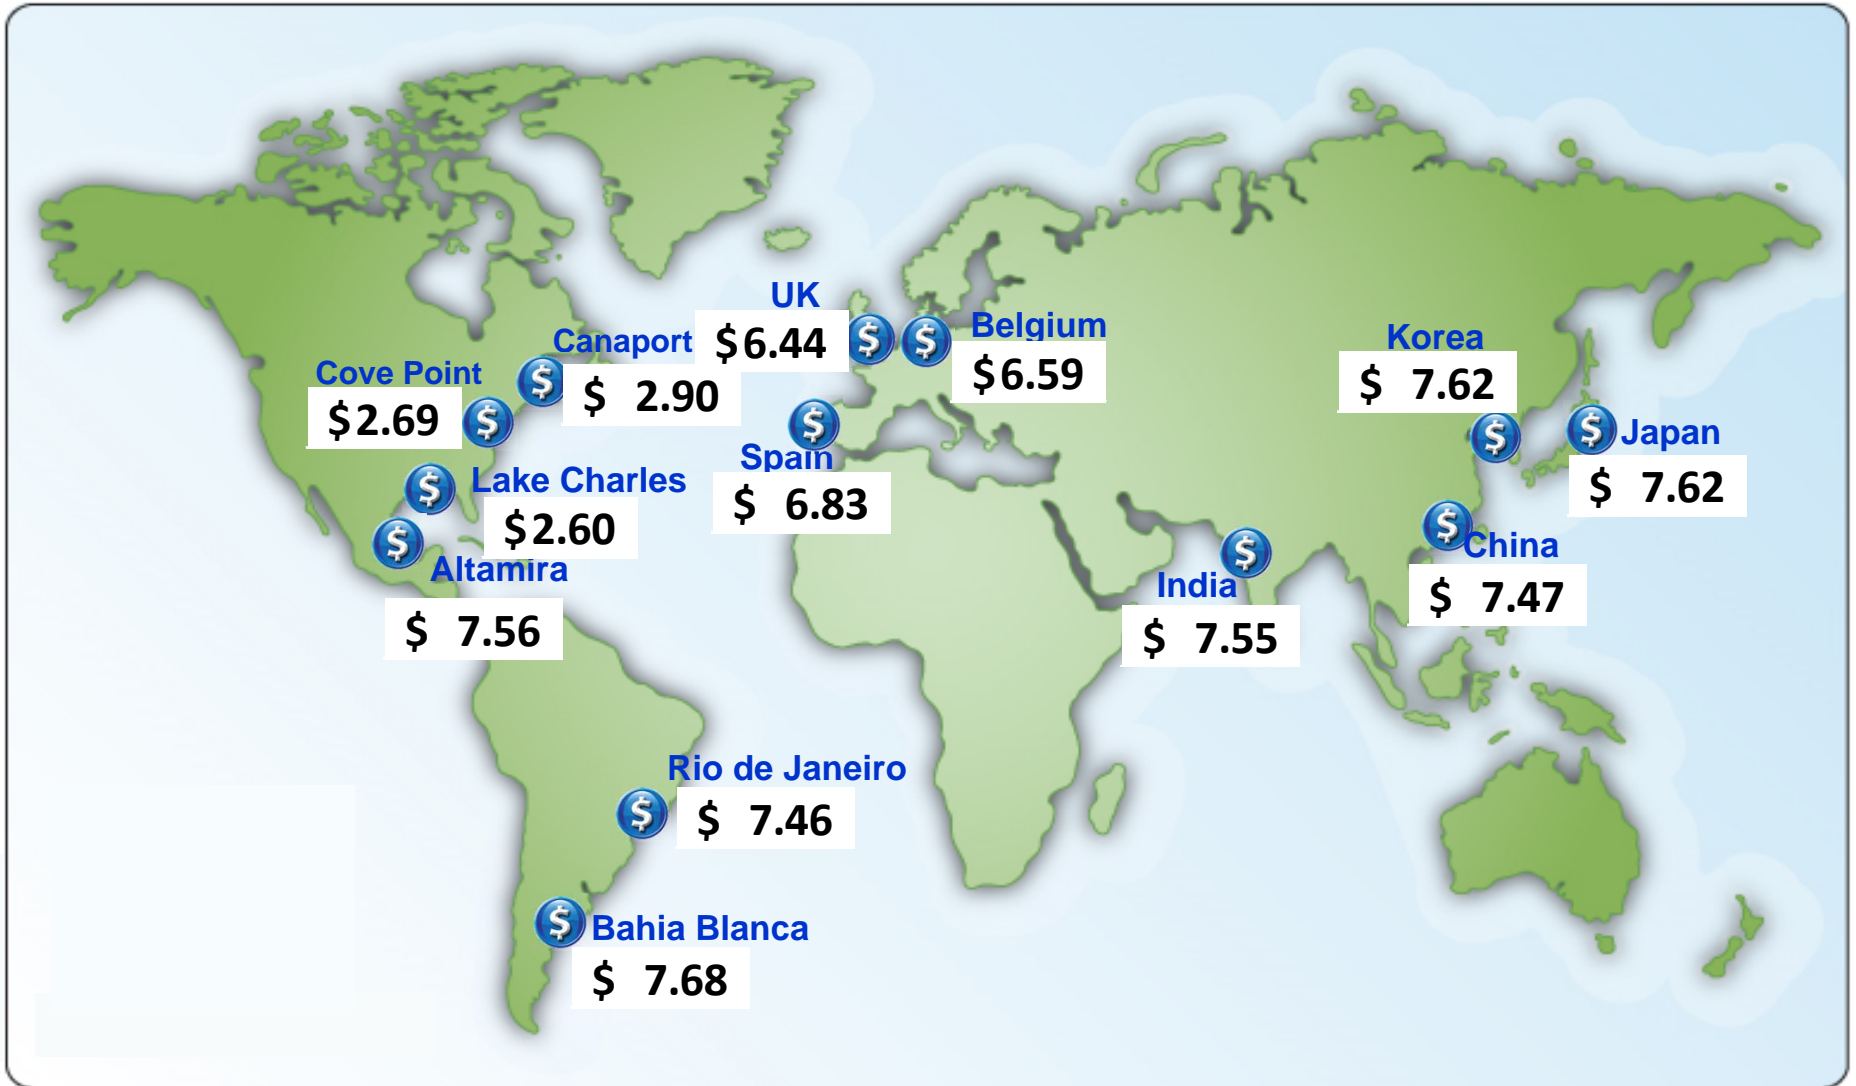 UK
$6.44
Belgium
$6.59
Canaport
$ 2.90
Korea
$ 7.62
Cove Point
$2.69
Japan
$ 7.62
Spain
$ 6.83
Lake Charles
$2.60
China
$ 7.47
Altamira
$ 7.56
India
$ 7.55
Rio de Janeiro
$ 7.46
Bahia Blanca
$ 7.68